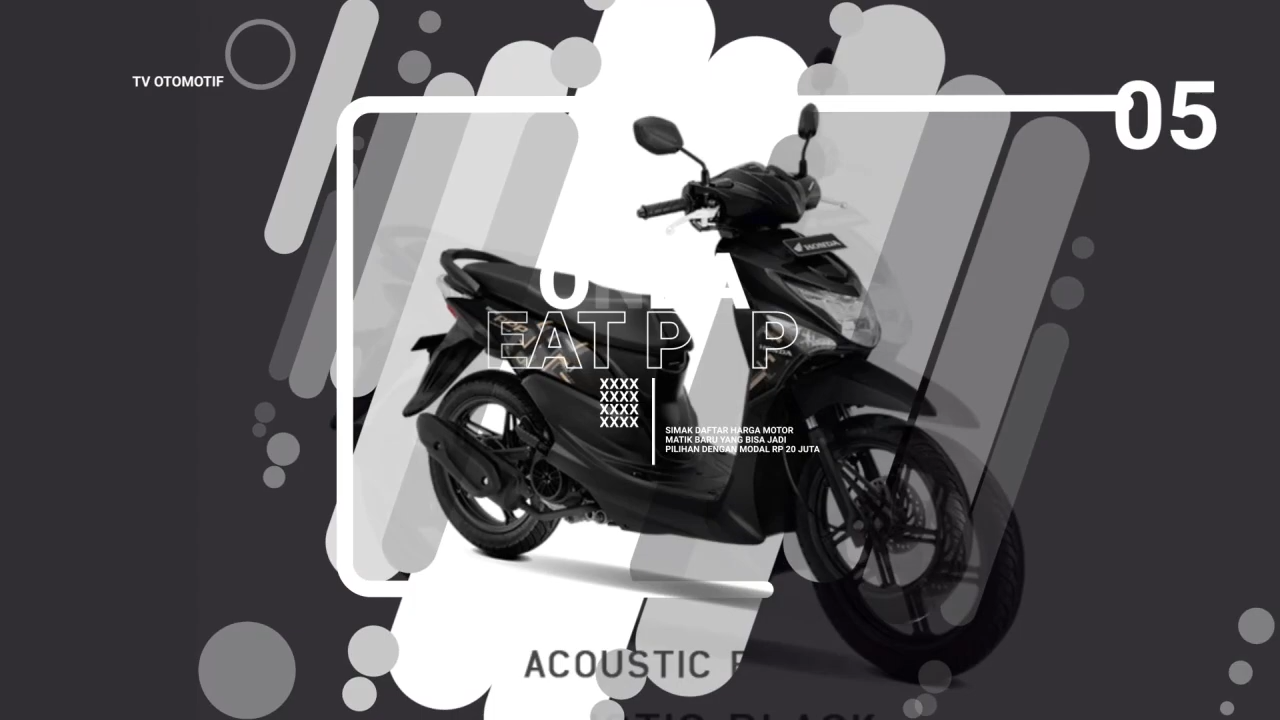 TV OTOMOTIF
05
HONDA
EAT P P
XXXX
XXXX
XXXX
XXXX
SIMAK DAFTAR HARGA MOTOR
MATIK BARU YANG BISA JADI
PILIHAN DENGAN MODAL RP 20 JUTA
ACOUSTIC